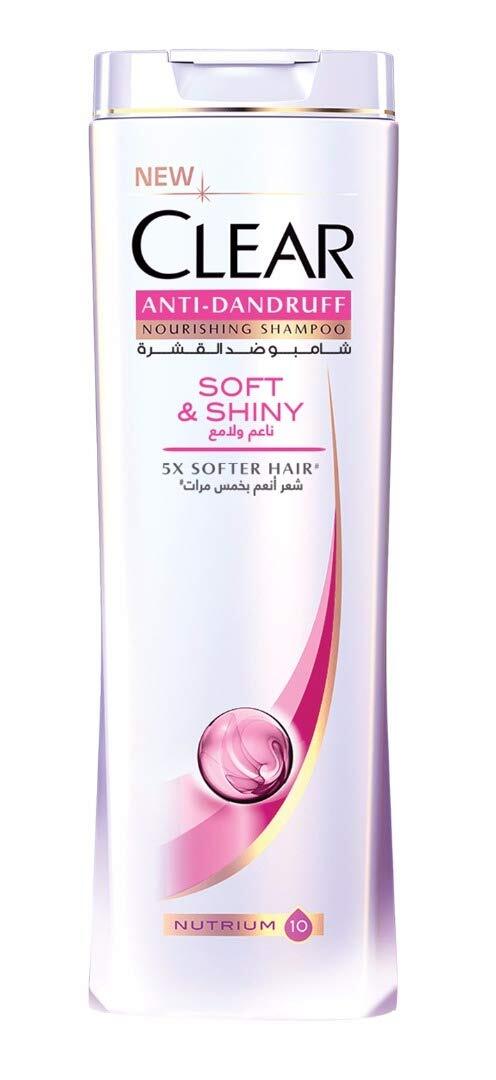 NEW
CLEAR
ANTI-DANDRUFF
NOURISHING SHAMPOO
شامبو ضد القشرة
SOFT
& SHINY
ناعم ولامع
5X SOFTER HAIR#
شعر أنعم بخمس مرات#
NUTRIUM 10